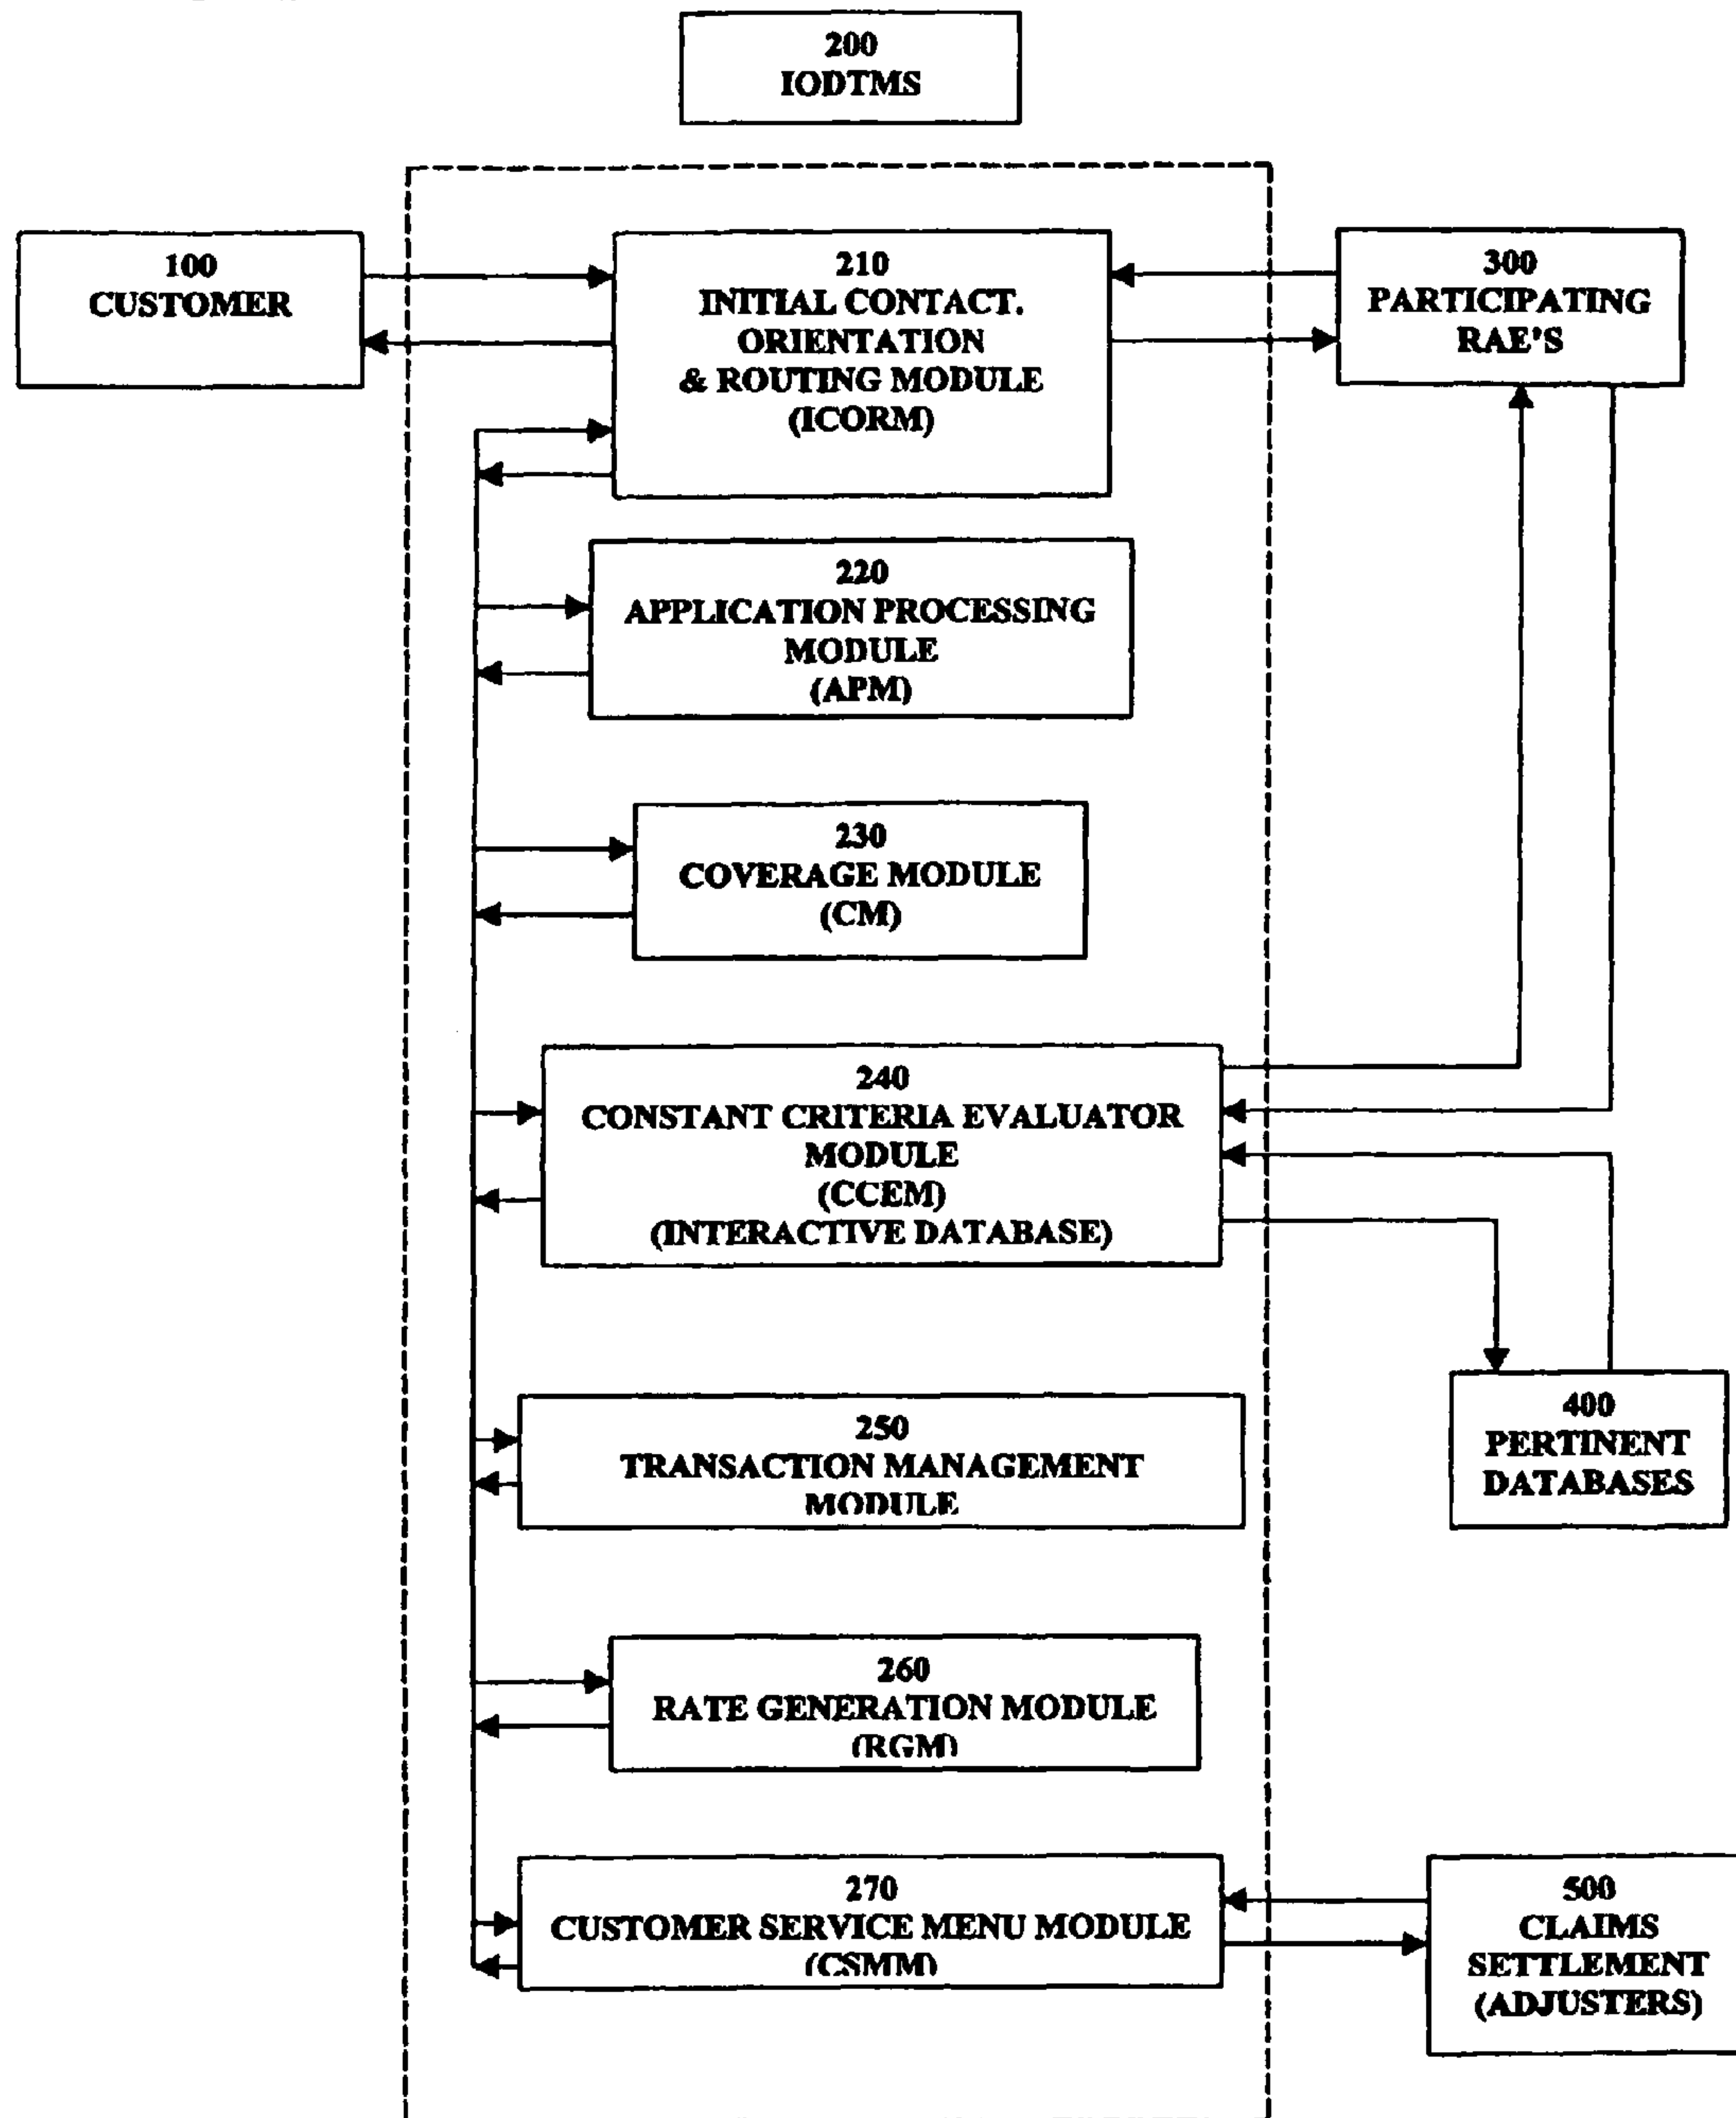 200
IODTMS
100
CUSTOMER
210
INITIAL CONTACT.
ORIENTATION
& ROUTING MODULE
(ICORM)
300
PARTICIPATING
RAE'S
220
APPLICATION PROCESSING
MODULE
(APM)
230
COVERAGE MODULE
(CM)
240
CONSTANT CRITERIA EVALUATOR
MODULE
(CCEM)
(INTERACTIVE DATABASE)
250
TRANSACTION MANAGEMENT
MODULE
400
PERTINENT
DATABASES
260
RATE GENERATION MODULE
(RGM)
270
CUSTOMER SERVICE MENU MODULE
(CSMM)
500
CLAIMS
SETTLEMENT
(ADJUSTERS)